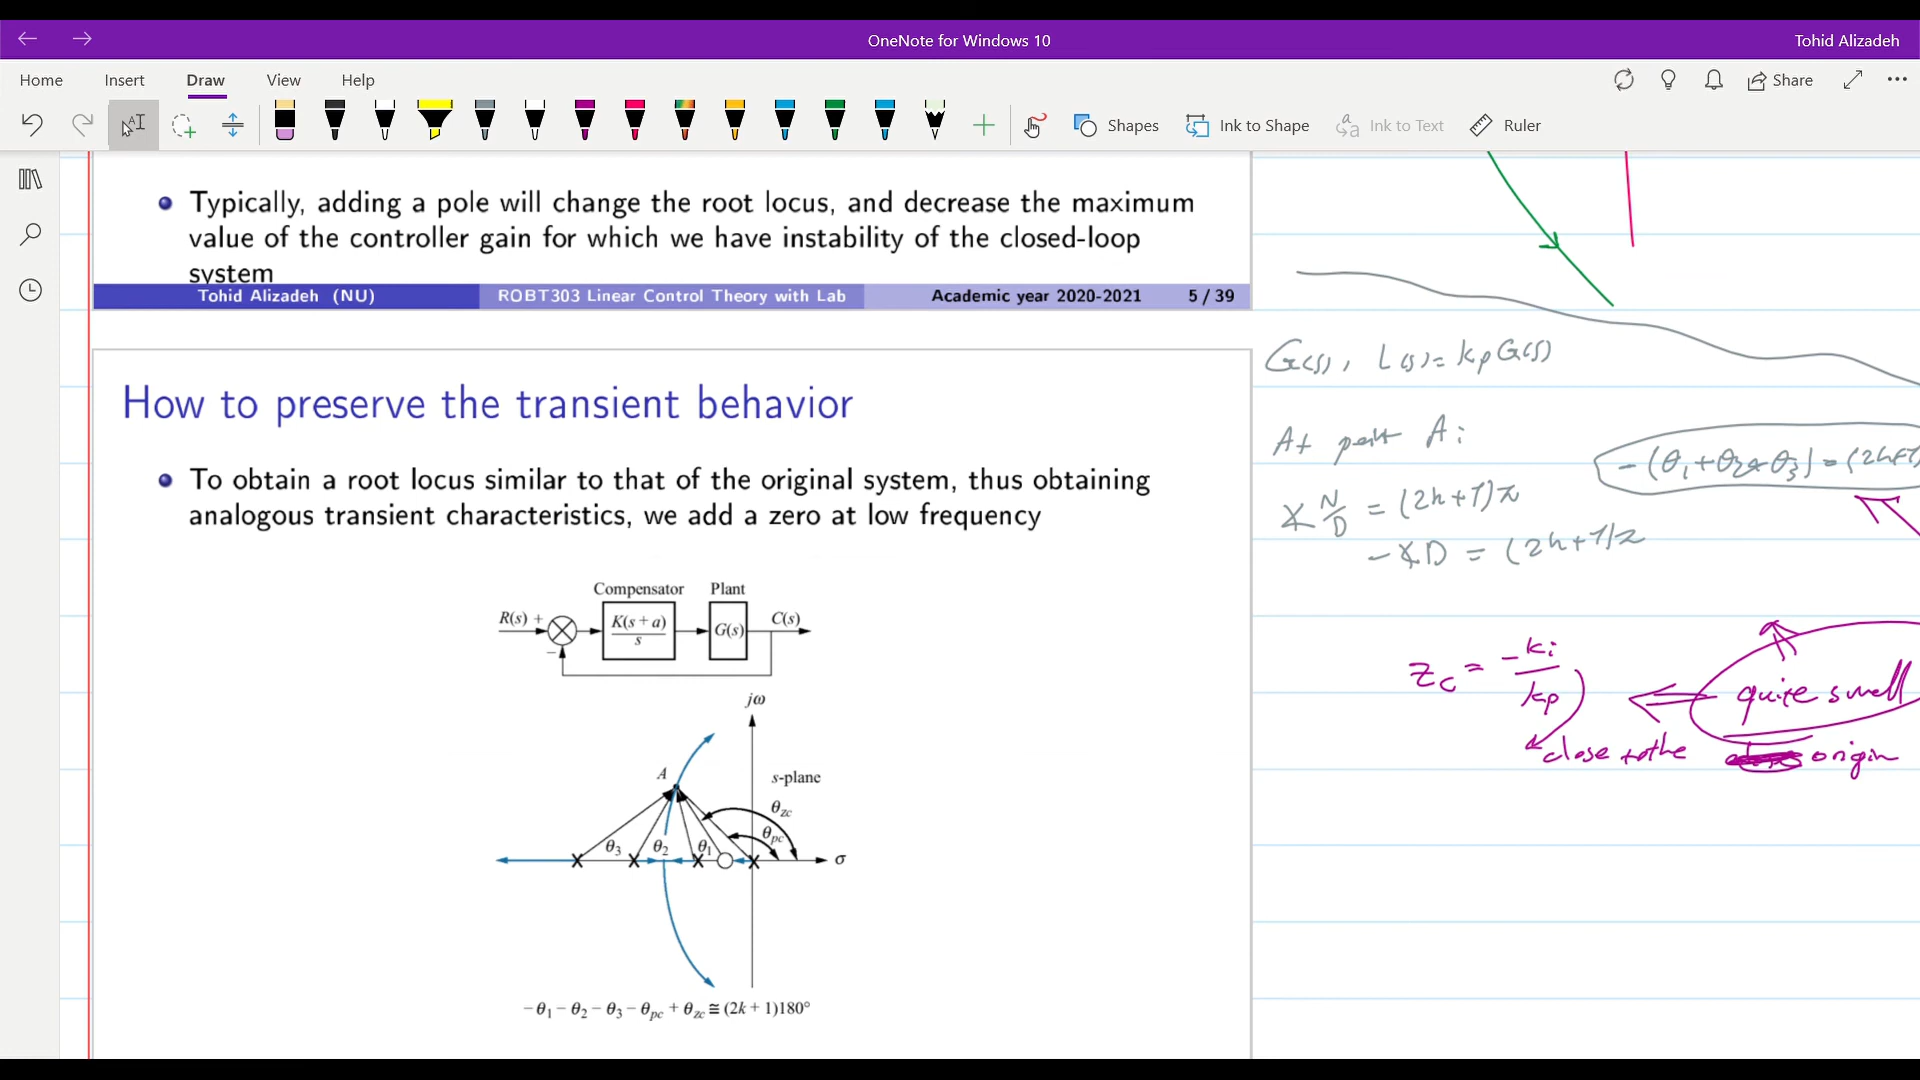 OneNote for Windows 10
Tohid Alizadeh
Home Insert Draw View Help
Share
Shapes Ink to Shape Ink to Text Ruler
Typically, adding a pole will change the root locus, and decrease the maximum
value of the controller gain for which we have instability of the closed-loop
system
Tohid Alizadeh (NU) ROBT303 Linear Control Theory with Lab Academic year 2020-2021 5 / 39
How to preserve the transient behavior
To obtain a root locus similar to that of the original system, thus obtaining
analogous transient characteristics, we add a zero at low frequency
Compensator Plant
R(s) + K(s + a) G(s) C(s)
s
−
jω
A
s-plane
θzc
θpc
θ3 θ2 θ1
σ
−θ1 − θ2 − θ3 − θpc + θzc ≅ (2k + 1)180°
G(s), L(s) = kp G(s)
At point A:
∡ N/D = (2h+1)π
−∡D = (2h+1)π
−(θ1+θ2+θ3) = (2h+1)
zc = −ki/kp
quite small
close to the origin